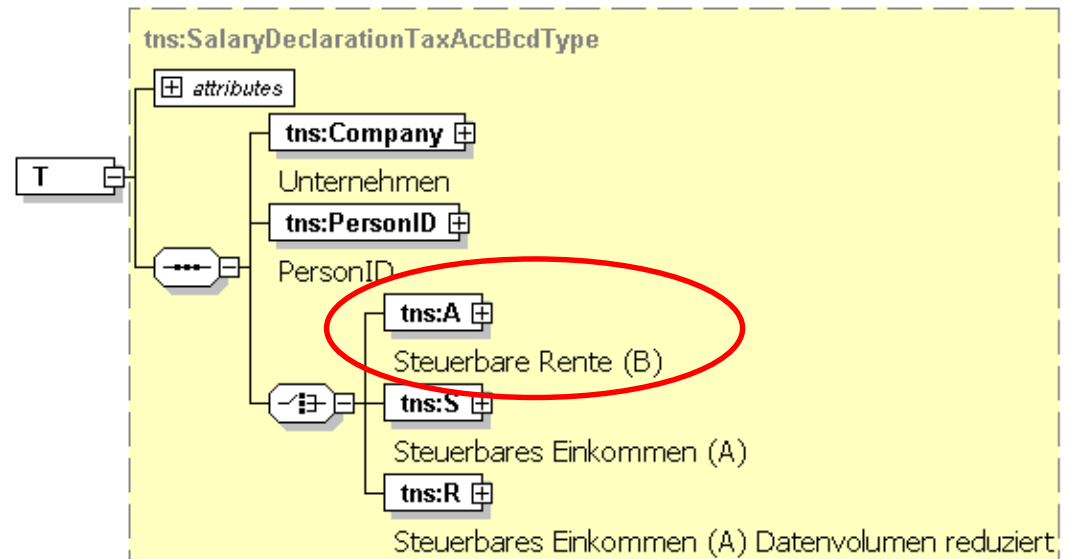 tns:SalaryDeclarationTaxAccBcdType
attributes
tns:Company
T
Unternehmen
tns:PersonID
PersonID
tns:A
Steuerbare Rente (B)
tns:S
Steuerbares Einkommen (A)
tns:R
Steuerbares Einkommen (A) Datenvolumen reduziert